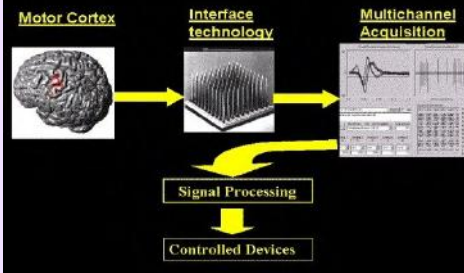 Motor Cortex
Interface
technology
Multichannel
Acquisition
Signal Processing
Controlled Devices